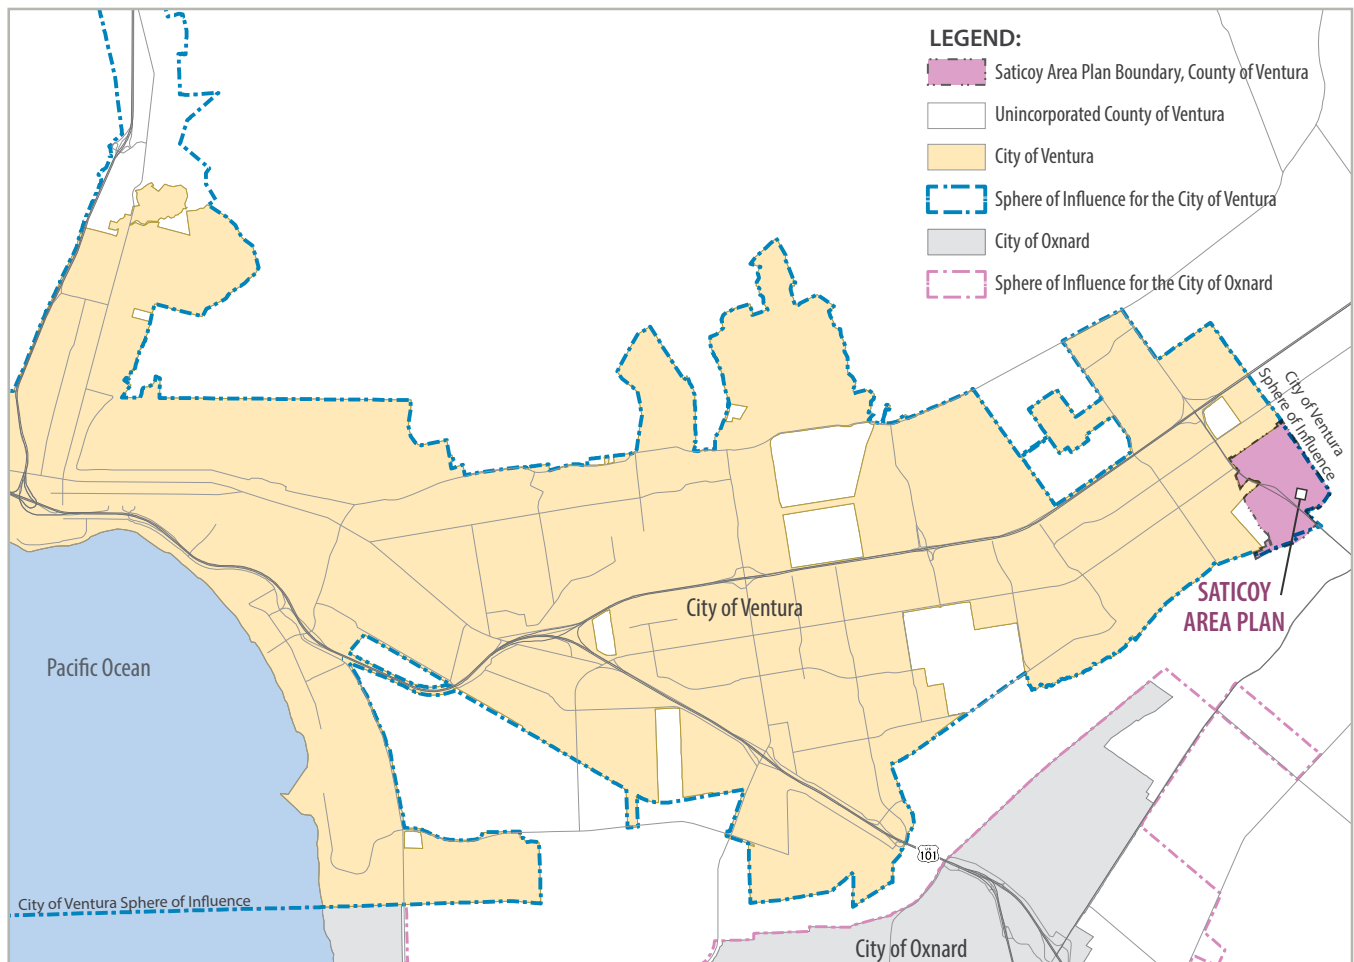 LEGEND:
Saticoy Area Plan Boundary, County of Ventura
Unincorporated County of Ventura
City of Ventura
Sphere of Influence for the City of Ventura
City of Oxnard
Sphere of Influence for the City of Oxnard
City of Ventura
Sphere of Influence
SATICOY
AREA PLAN
City of Ventura
Pacific Ocean
US
101
City of Ventura Sphere of Influence
City of Oxnard